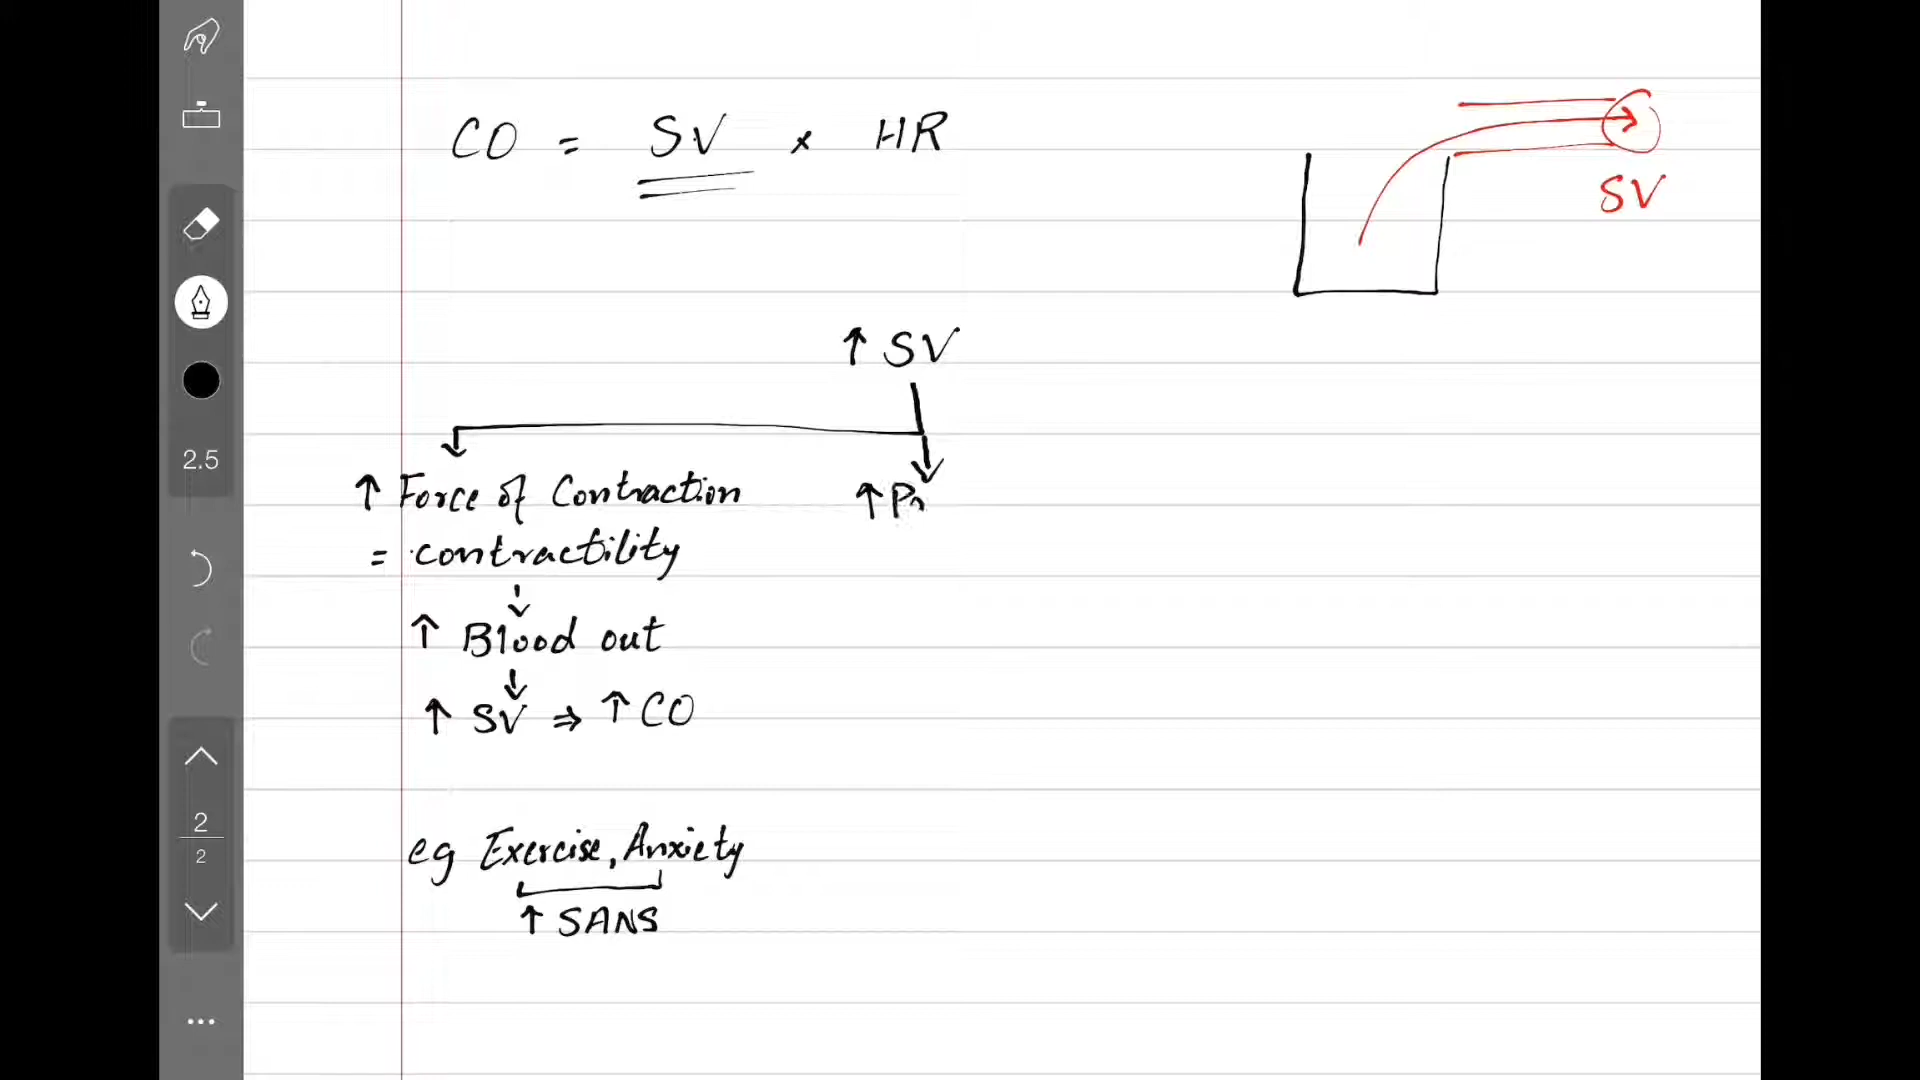 CO = SV × HR
SV
↑ SV
↑ Force of Contraction
↑ Pr
= contractility
↑ Blood out
↑ SV ⇒ ↑ CO
eg Exercise, Anxiety
↑ SANS
2.5
2
2